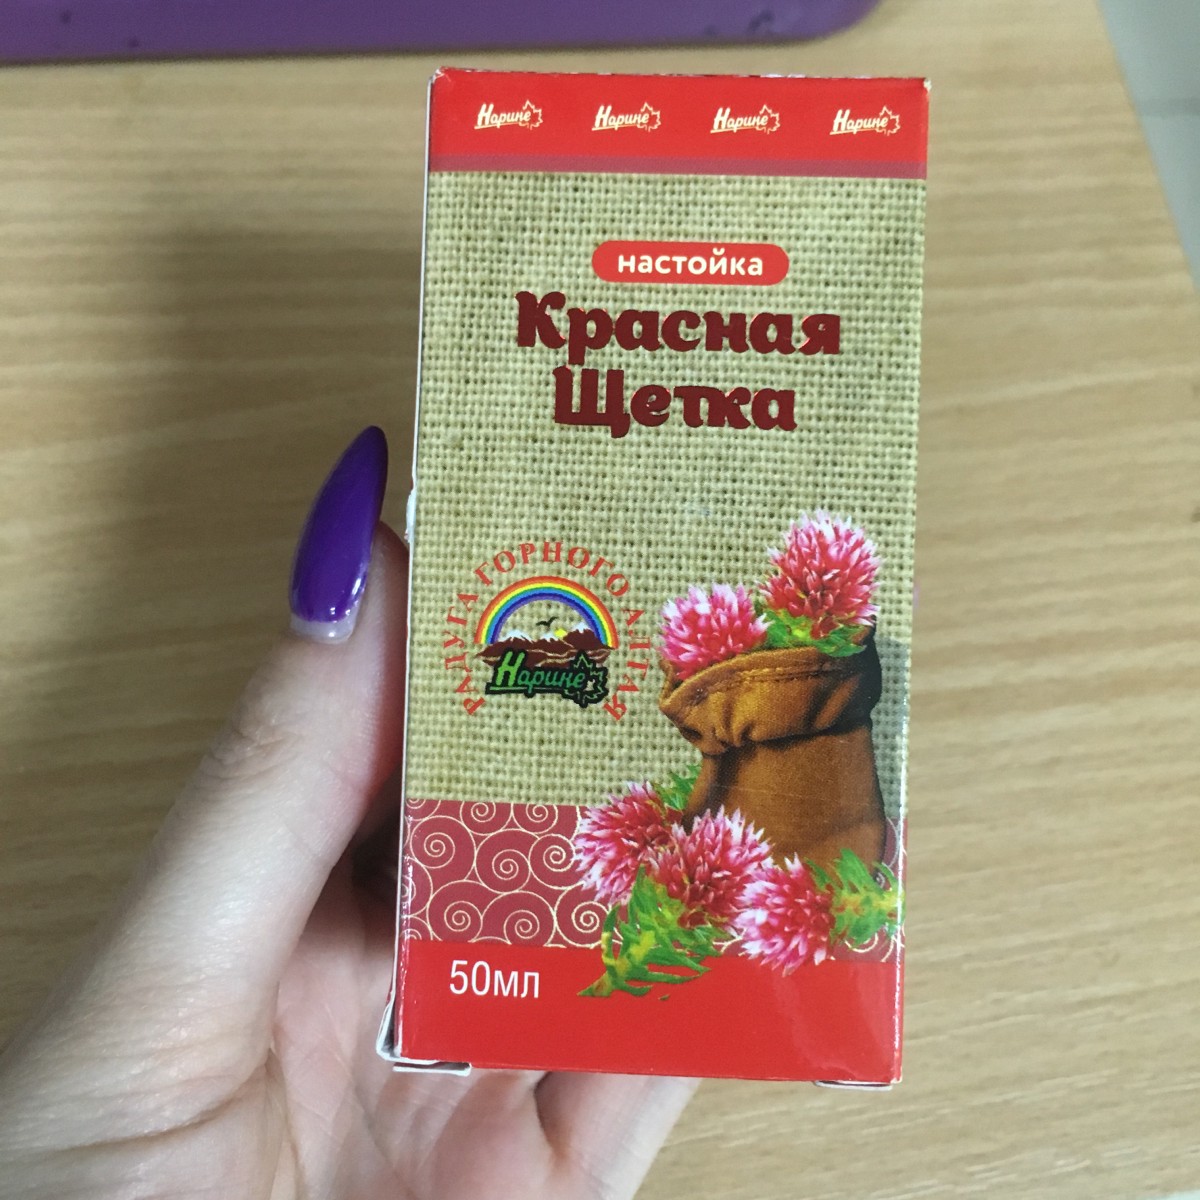 Нарине Нарине Нарине Нарине
настойка
Красная
Щетка
РАДУГА ГОРНОГО АЛТАЯ
Нарине
50мл